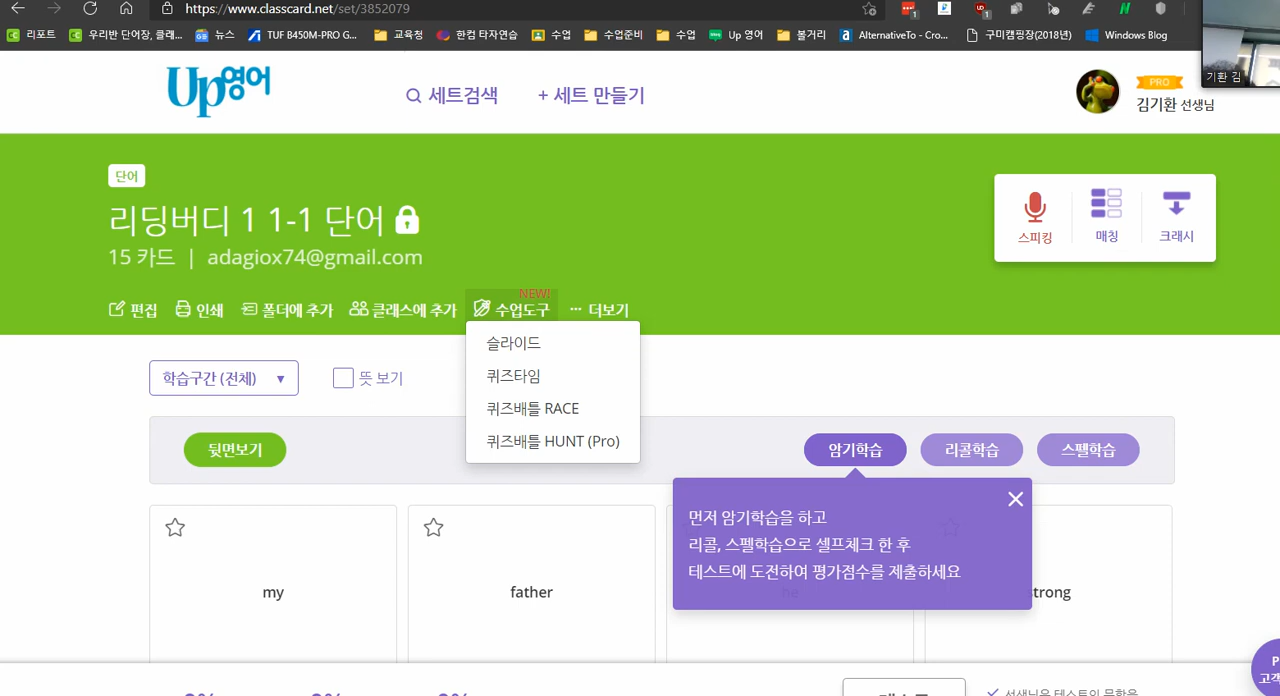 https://www.classcard.net/set/3852079
리포트 우리반 단어장, 클래... 뉴스 TUF B450M-PRO G... 교육청 한컴 타자연습 수업 수업준비 수업 Up 영어 볼거리 AlternativeTo - Cro... 구미캠핑장(2018년) Windows Blog
기환 김
Up영어
세트검색 + 세트 만들기
PRO
김기환 선생님
단어
리딩버디 1 1-1 단어
15 카드 | adagiox74@gmail.com
스피킹 매칭 크래시
NEW!
편집 인쇄 폴더에 추가 클래스에 추가 수업도구 ··· 더보기
슬라이드
퀴즈타임
퀴즈배틀 RACE
퀴즈배틀 HUNT (Pro)
학습구간 (전체) ▼ 뜻 보기
뒷면보기 암기학습 리콜학습 스펠학습
먼저 암기학습을 하고
리콜, 스펠학습으로 셀프체크 한 후
테스트에 도전하여 평가점수를 제출하세요
my father he strong